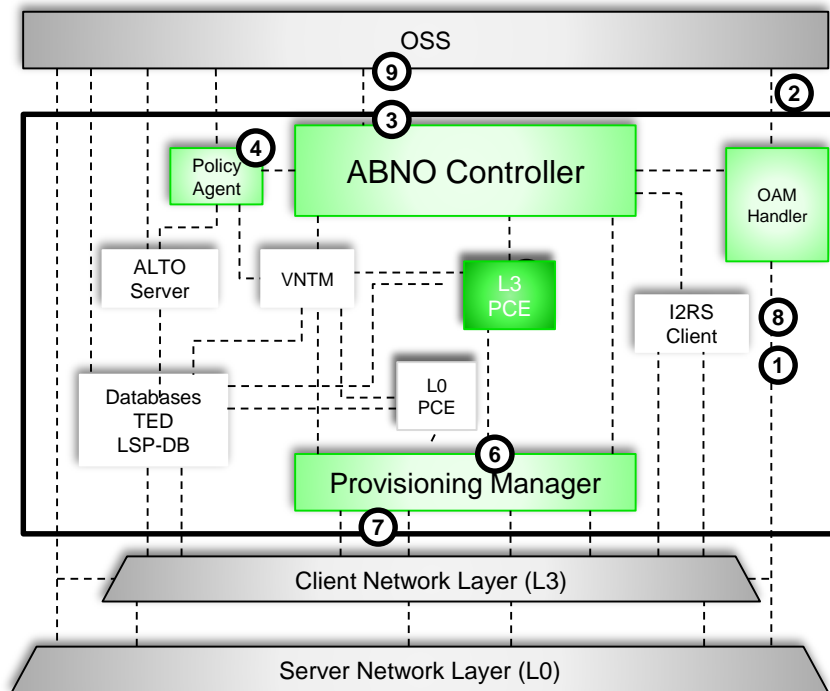 OSS
9
2
3
4
Policy
Agent
ABNO Controller
OAM
Handler
ALTO
Server
VNTM
L3
PCE
I2RS
Client
8
1
Databases
TED
LSP-DB
L0
PCE
6
Provisioning Manager
7
Client Network Layer (L3)
Server Network Layer (L0)